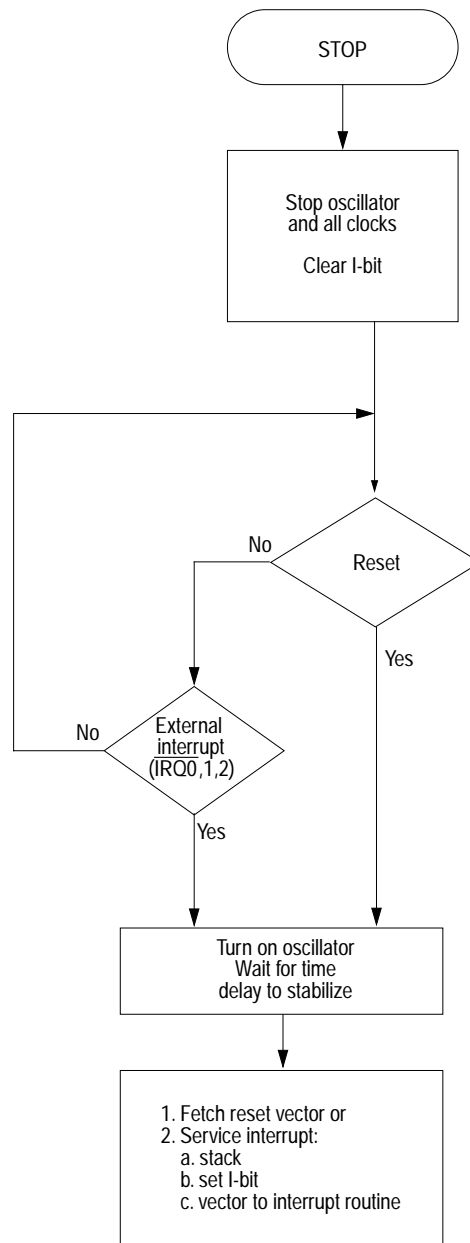 STOP
Stop oscillator
and all clocks
Clear I-bit
No
Reset
Yes
No
External
interrupt
(IRQ0,1,2)
Yes
Turn on oscillator
Wait for time
delay to stabilize
1. Fetch reset vector or
2. Service interrupt:
a. stack
b. set I-bit
c. vector to interrupt routine